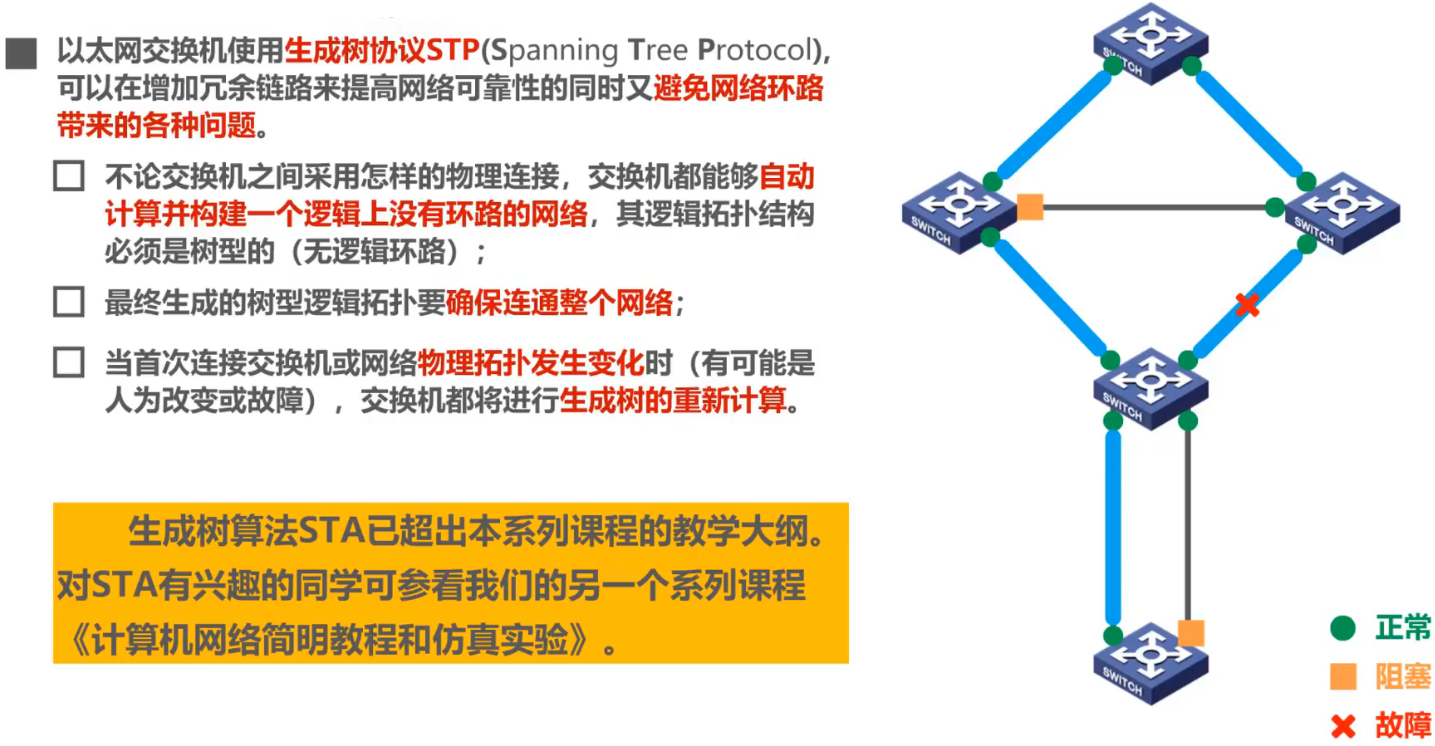 以太网交换机使用生成树协议STP(Spanning Tree Protocol),
可以在增加冗余链路来提高网络可靠性的同时又避免网络环路
带来的各种问题。
不论交换机之间采用怎样的物理连接，交换机都能够自动
计算并构建一个逻辑上没有环路的网络，其逻辑拓扑结构
必须是树型的（无逻辑环路）；
最终生成的树型逻辑拓扑要确保连通整个网络；
当首次连接交换机或网络物理拓扑发生变化时（有可能是
人为改变或故障），交换机都将进行生成树的重新计算。
生成树算法STA已超出本系列课程的教学大纲。
对STA有兴趣的同学可参看我们的另一个系列课程
《计算机网络简明教程和仿真实验》。
SWITCH
SWITCH
SWITCH
SWITCH
SWITCH
正常
阻塞
故障